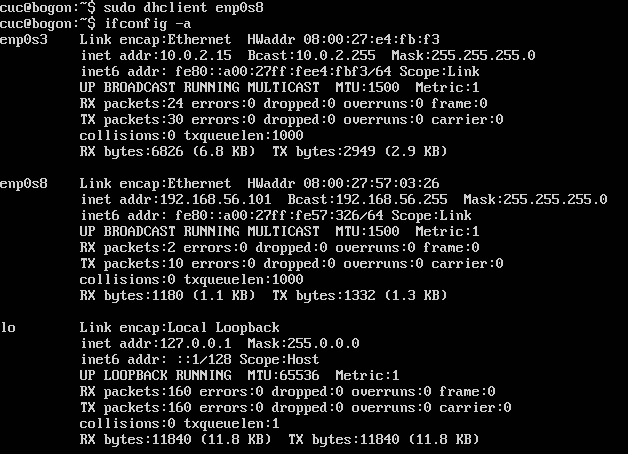 cuc@bogon:~$ sudo dhclient enp0s8
cuc@bogon:~$ ifconfig -a
enp0s3    Link encap:Ethernet  HWaddr 08:00:27:e4:fb:f3
          inet addr:10.0.2.15  Bcast:10.0.2.255  Mask:255.255.255.0
          inet6 addr: fe80::a00:27ff:fee4:fbf3/64 Scope:Link
          UP BROADCAST RUNNING MULTICAST  MTU:1500  Metric:1
          RX packets:24 errors:0 dropped:0 overruns:0 frame:0
          TX packets:30 errors:0 dropped:0 overruns:0 carrier:0
          collisions:0 txqueuelen:1000
          RX bytes:6826 (6.8 KB)  TX bytes:2949 (2.9 KB)
enp0s8    Link encap:Ethernet  HWaddr 08:00:27:57:03:26
          inet addr:192.168.56.101  Bcast:192.168.56.255  Mask:255.255.255.0
          inet6 addr: fe80::a00:27ff:fe57:326/64 Scope:Link
          UP BROADCAST RUNNING MULTICAST  MTU:1500  Metric:1
          RX packets:2 errors:0 dropped:0 overruns:0 frame:0
          TX packets:10 errors:0 dropped:0 overruns:0 carrier:0
          collisions:0 txqueuelen:1000
          RX bytes:1180 (1.1 KB)  TX bytes:1332 (1.3 KB)
lo        Link encap:Local Loopback
          inet addr:127.0.0.1  Mask:255.0.0.0
          inet6 addr: ::1/128 Scope:Host
          UP LOOPBACK RUNNING  MTU:65536  Metric:1
          RX packets:160 errors:0 dropped:0 overruns:0 frame:0
          TX packets:160 errors:0 dropped:0 overruns:0 carrier:0
          collisions:0 txqueuelen:1
          RX bytes:11840 (11.8 KB)  TX bytes:11840 (11.8 KB)